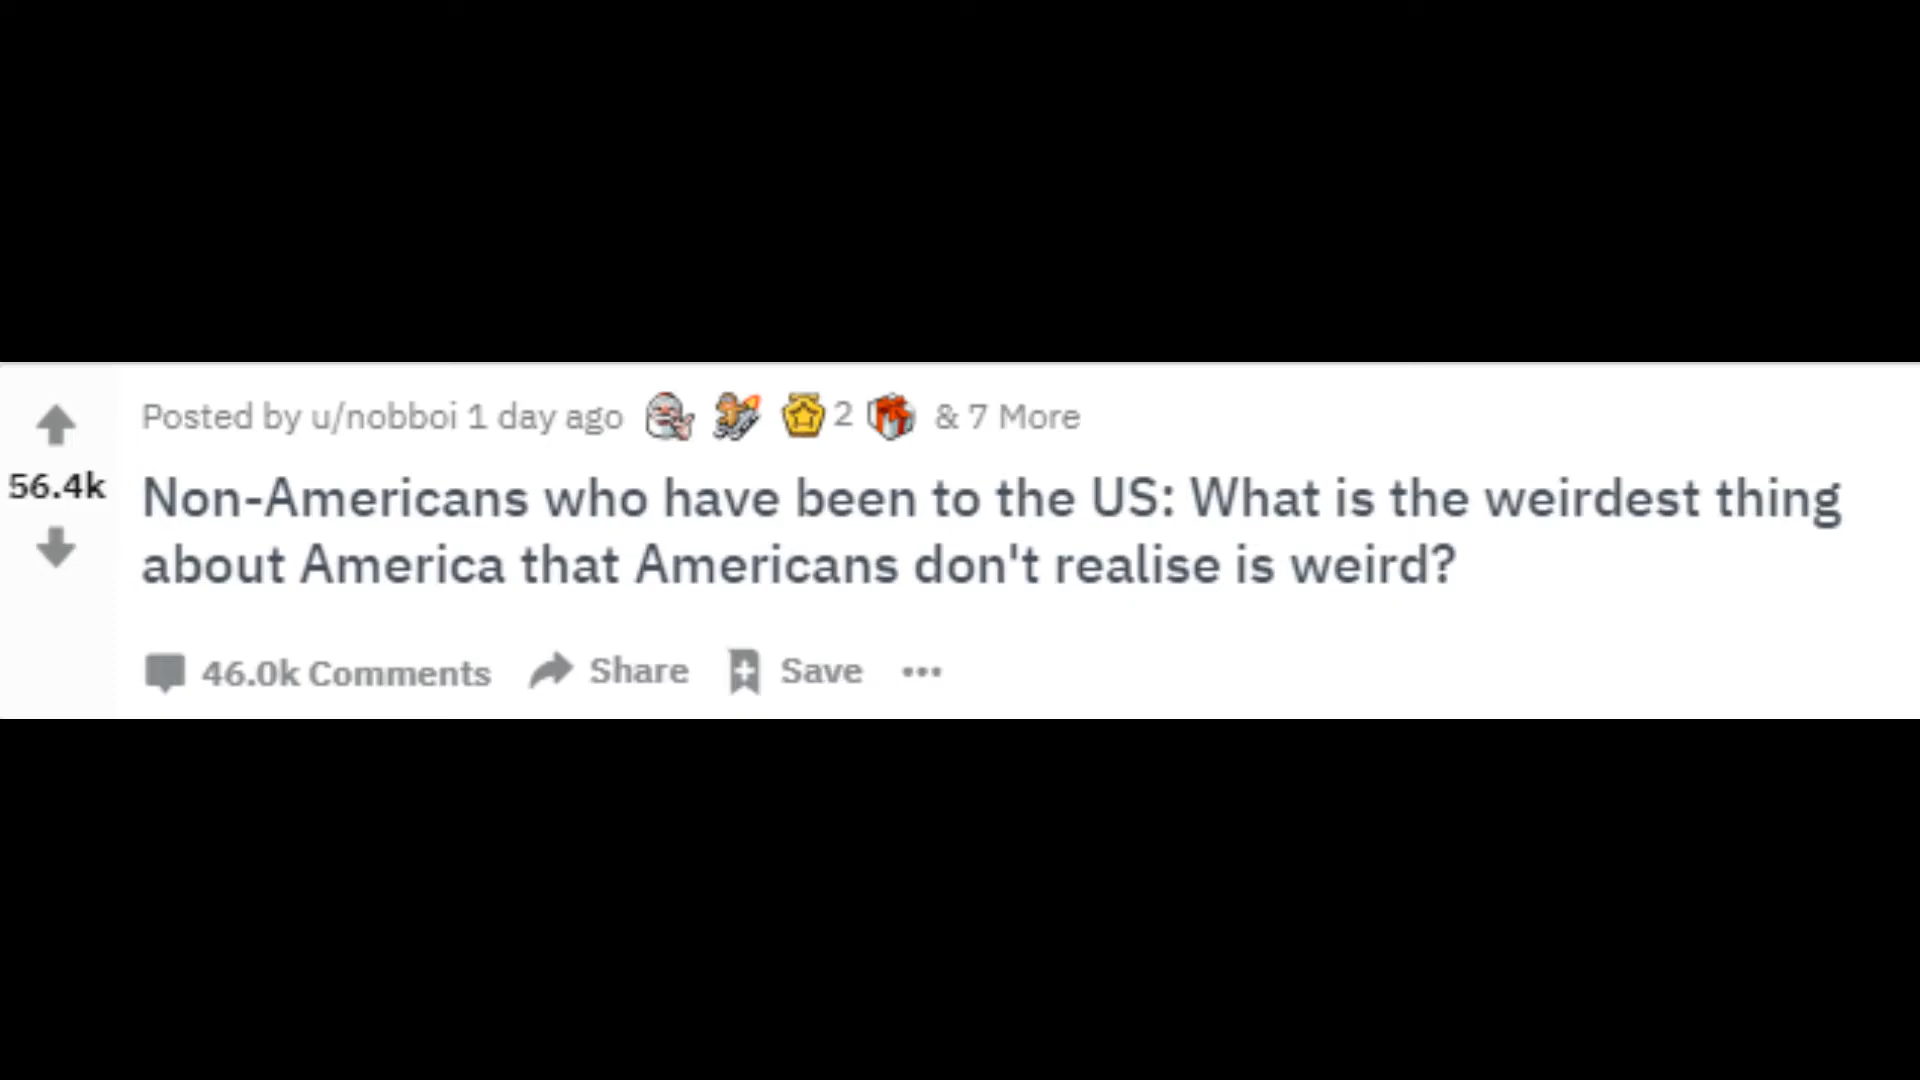 Posted by u/nobboi 1 day ago 2 & 7 More
56.4k
Non-Americans who have been to the US: What is the weirdest thing
about America that Americans don't realise is weird?
46.0k Comments Share Save ...